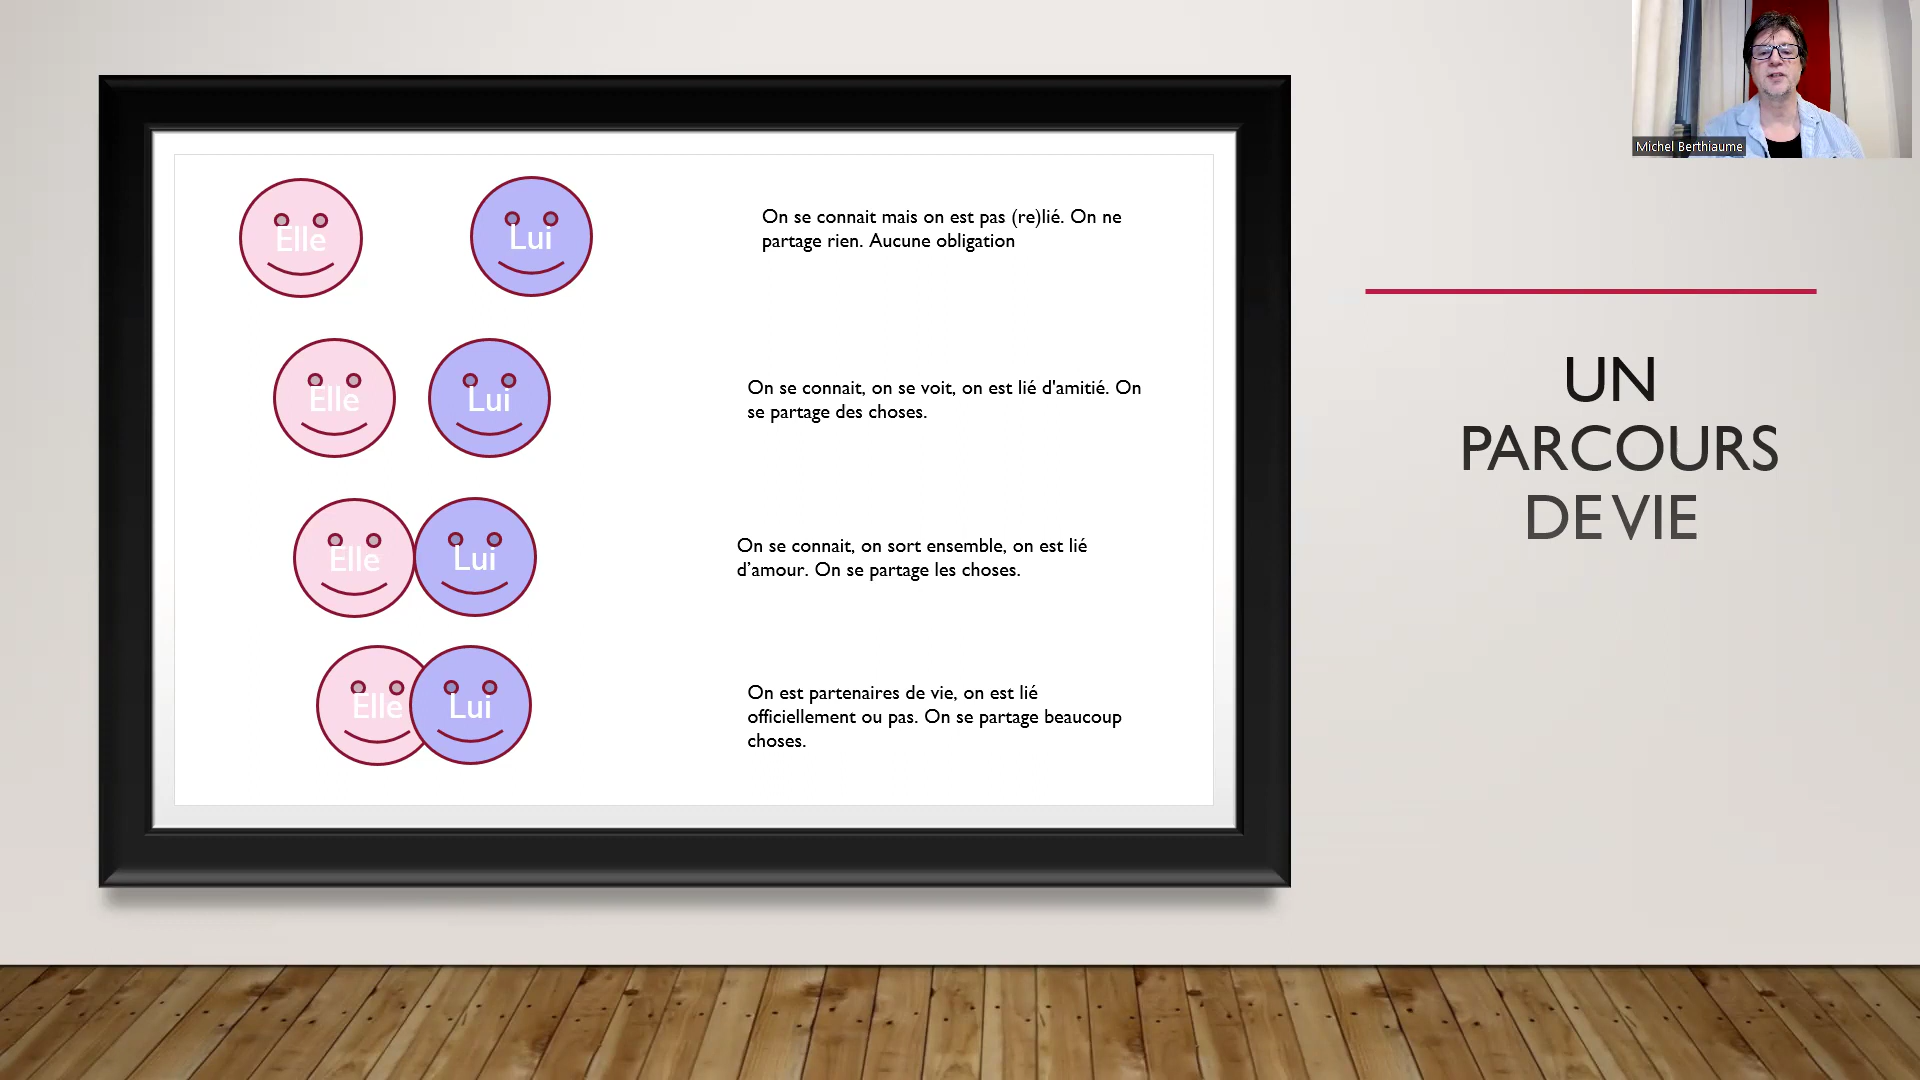 Elle
Lui
On se connait mais on est pas (re)lié. On ne
partage rien. Aucune obligation
Elle
Lui
On se connait, on se voit, on est lié d'amitié. On
se partage des choses.
Elle
Lui
On se connait, on sort ensemble, on est lié
d’amour. On se partage les choses.
Elle
Lui
On est partenaires de vie, on est lié
officiellement ou pas. On se partage beaucoup
choses.
UN
PARCOURS
DE VIE
Michel Berthiaume